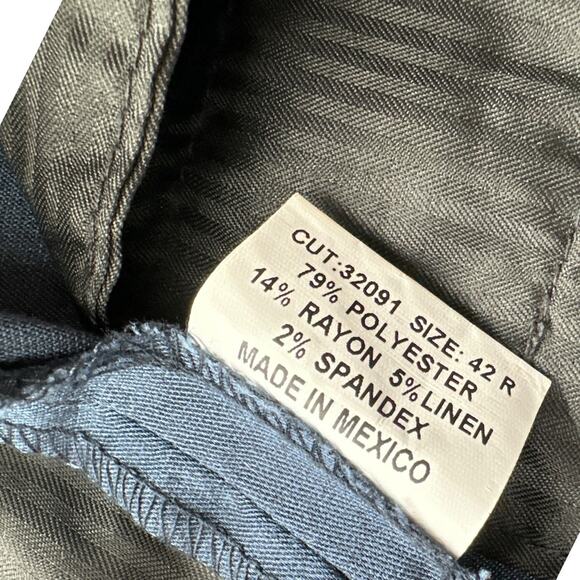 CUT:32091 SIZE: 42 R
79% POLYESTER
14% RAYON 5% LINEN
2% SPANDEX
MADE IN MEXICO